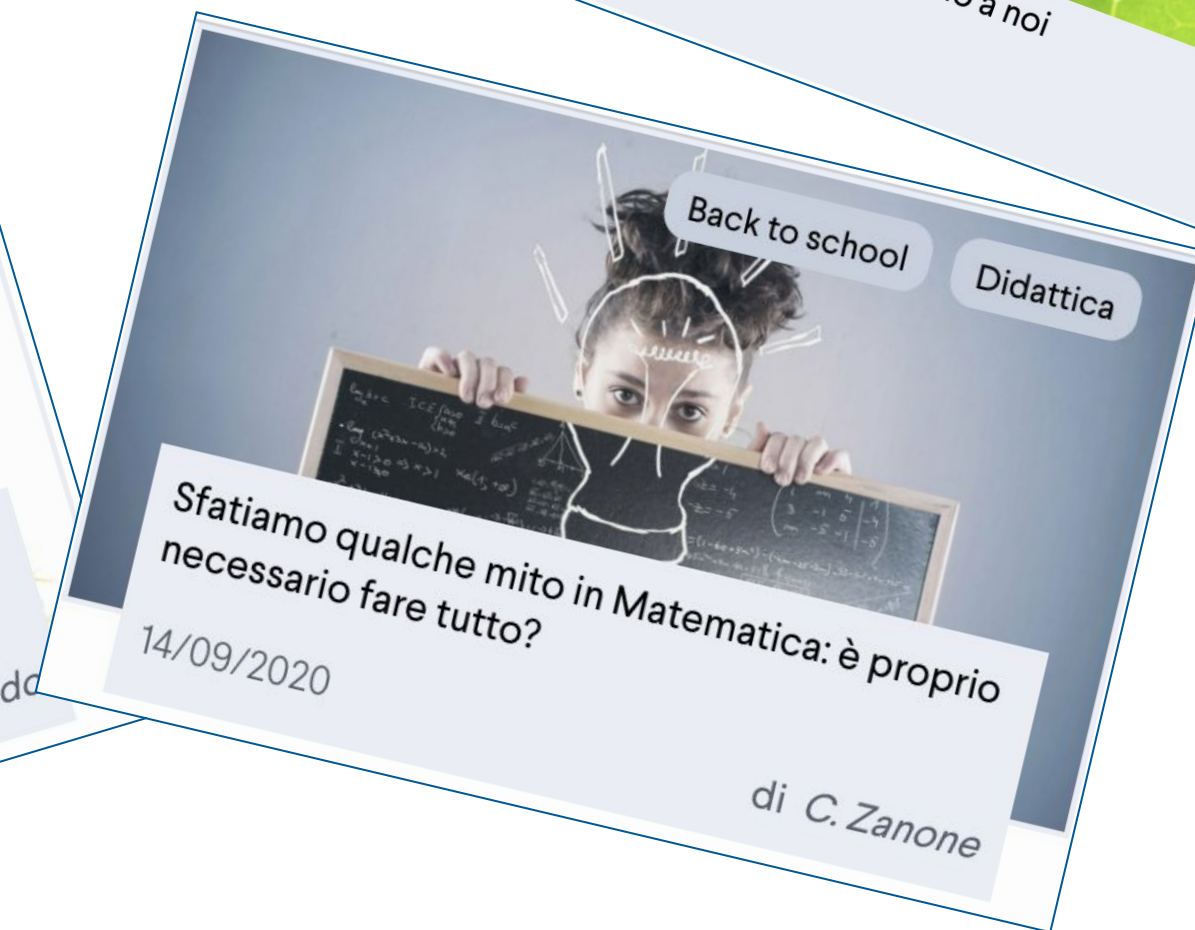 a noi
Back to school
Didattica
Sfatiamo qualche mito in Matematica: è proprio
necessario fare tutto?
14/09/2020
di C. Zanone